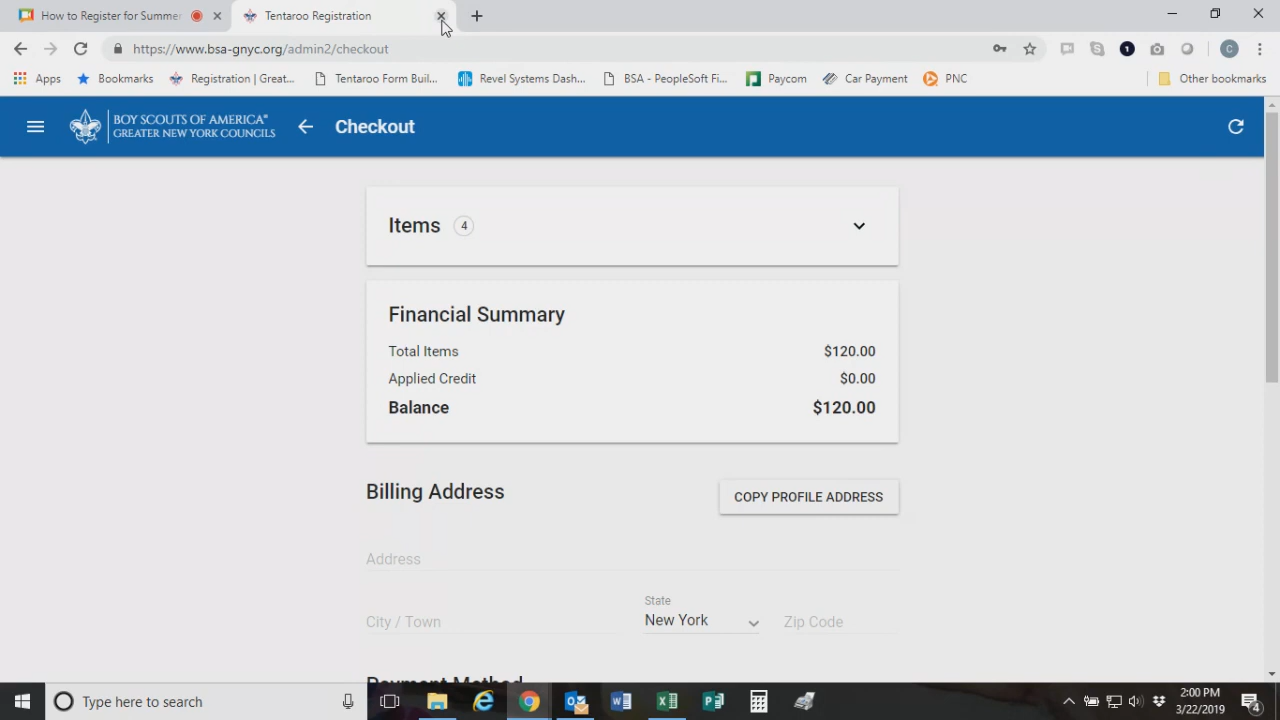 How to Register for Summer
Tentaroo Registration
https://www.bsa-gnyc.org/admin2/checkout
C
Apps
Bookmarks
Registration | Great...
Tentaroo Form Buil...
Revel Systems Dash...
BSA - PeopleSoft Fi...
Paycom
Car Payment
PNC
Other bookmarks
BOY SCOUTS OF AMERICA®
GREATER NEW YORK COUNCILS
Checkout
Items 4
Financial Summary
Total Items $120.00
Applied Credit $0.00
Balance $120.00
Billing Address
COPY PROFILE ADDRESS
Address
State
City / Town
New York
Zip Code
Payment Method
Type here to search
2:00 PM
3/22/2019
4